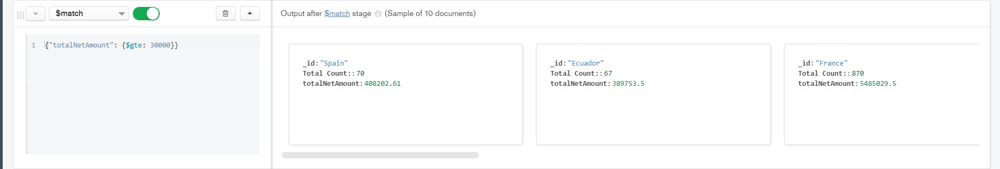 $match
Output after $match stage (Sample of 10 documents)
1 {"totalNetAmount": {$gte: 30000}}
_id: "Spain"
Total Count:: 70
totalNetAmount: 408202.61
_id: "Ecuador"
Total Count:: 67
totalNetAmount: 389753.5
_id: "France"
Total Count:: 870
totalNetAmount: 5485029.5